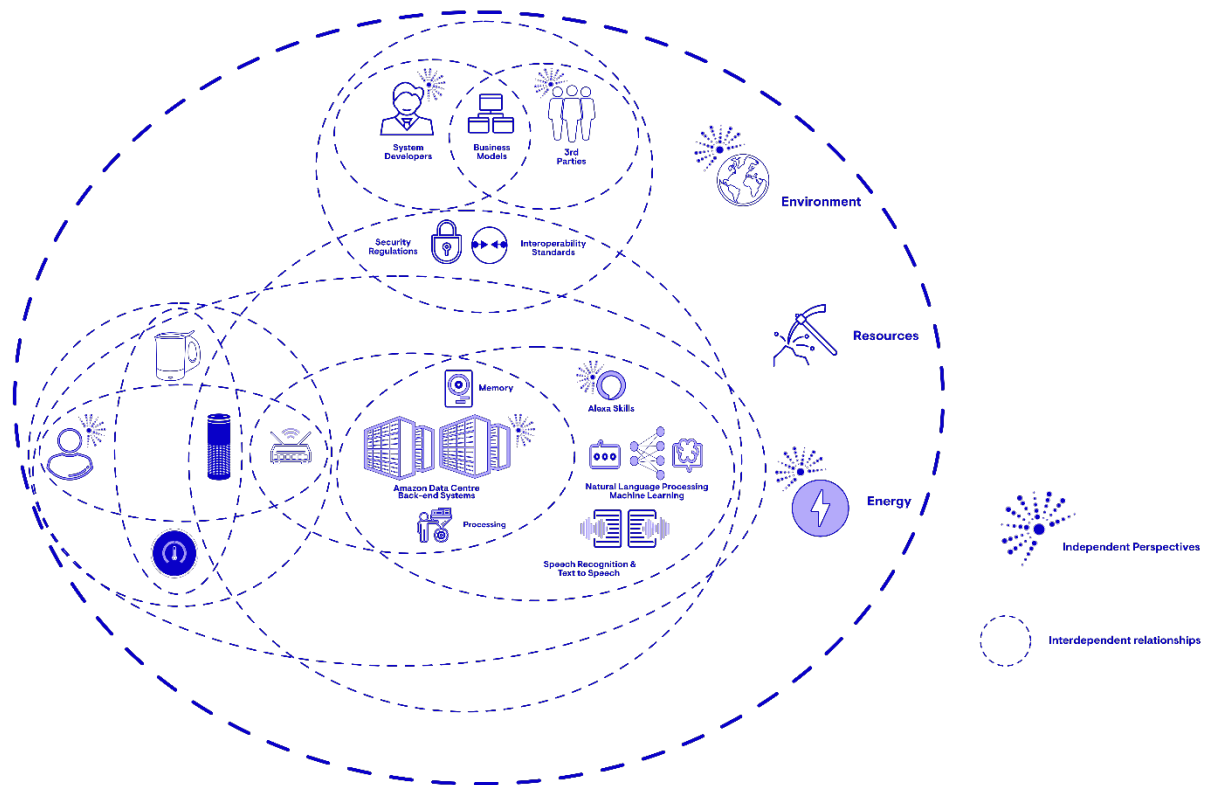 System
Developers
Business
Models
3rd
Parties
Environment
Security
Regulations
Interoperability
Standards
Resources
Memory
Alexa Skills
Amazon Data Centre
Back-end Systems
Natural Language Processing
Machine Learning
Energy
Processing
Speech Recognition &
Text to Speech
Independent Perspectives
Interdependent relationships